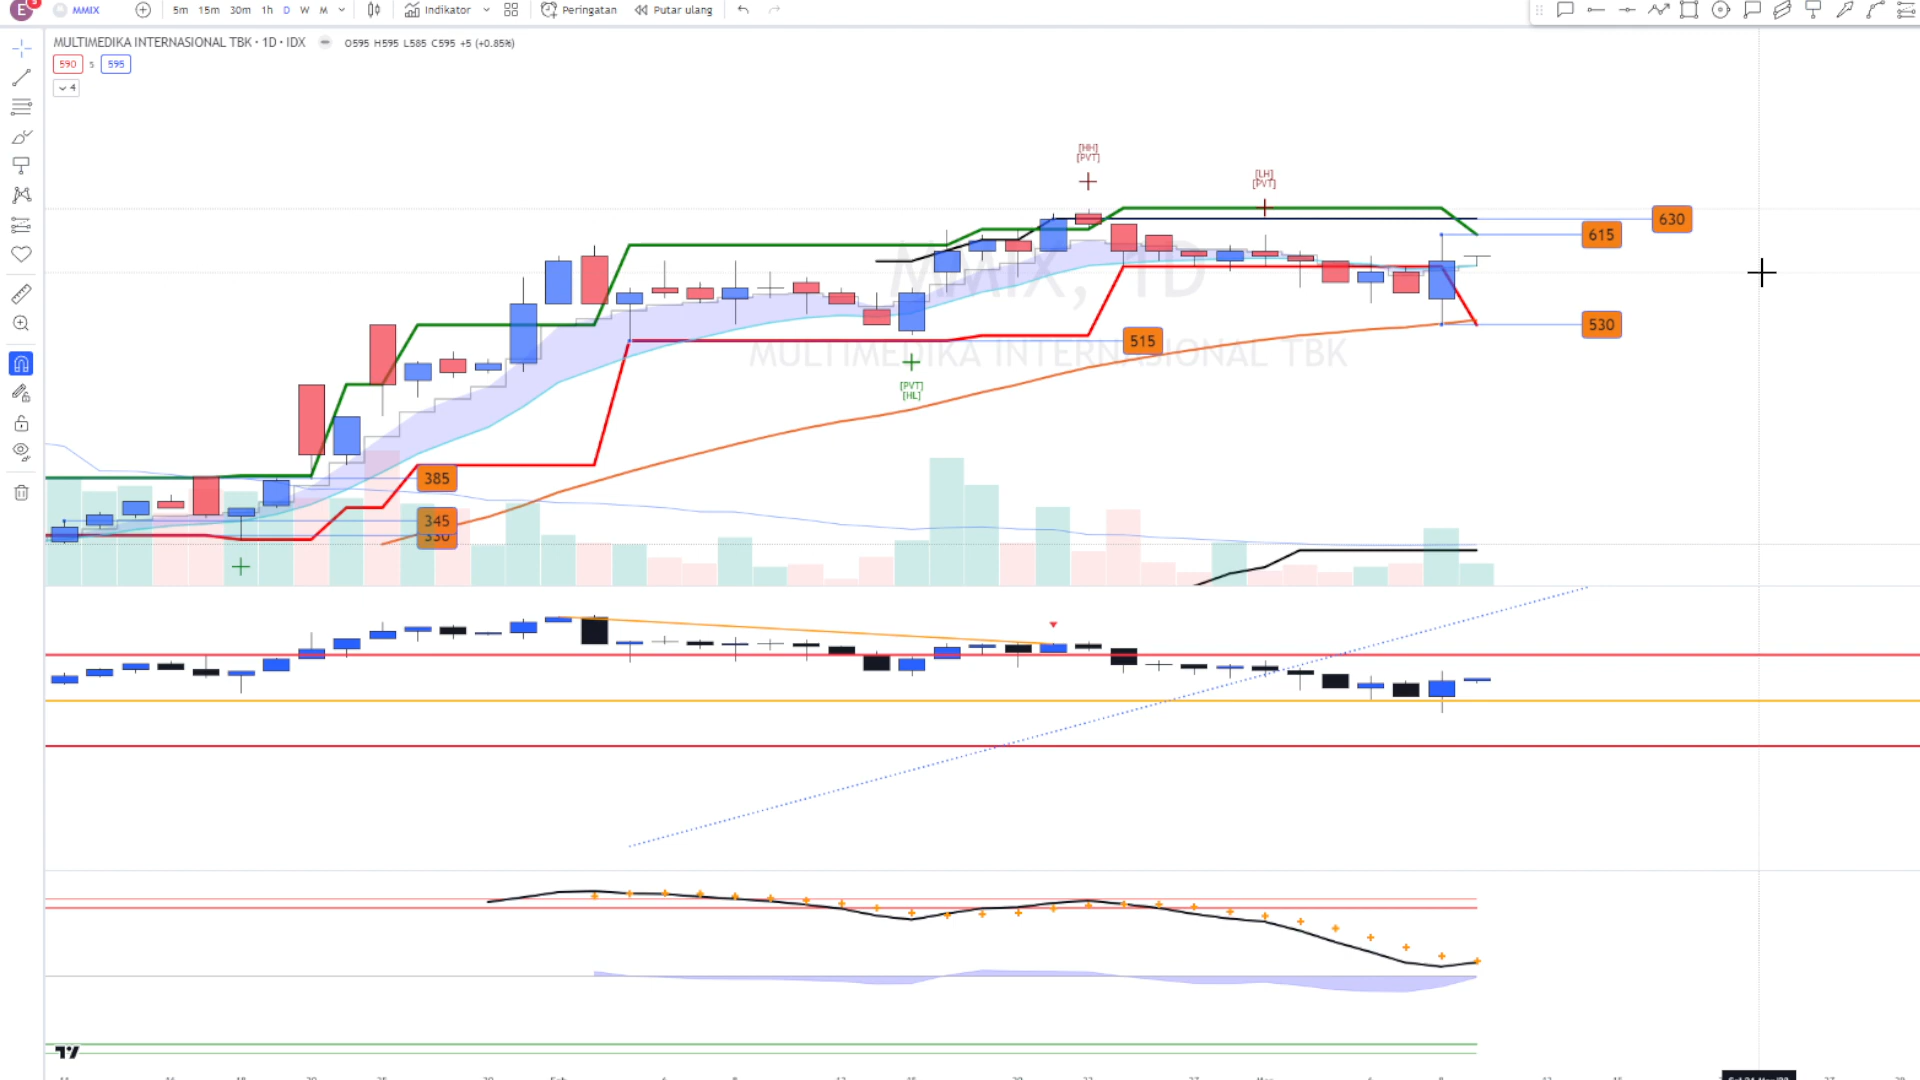 E 5 MMIX 5m 15m 30m 1h D W M Indikator Peringatan Putar ulang
MULTIMEDIKA INTERNASIONAL TBK · 1D · IDX O595 H595 L585 C595 +5 (+0.85%)
590 5 595
4
[HH]
[PVT]
[LH]
[PVT]
630
615
MMIX, 1D
530
515
MULTIMEDIKA INTERNASIONAL TBK
[PVT]
[HL]
385
345
330